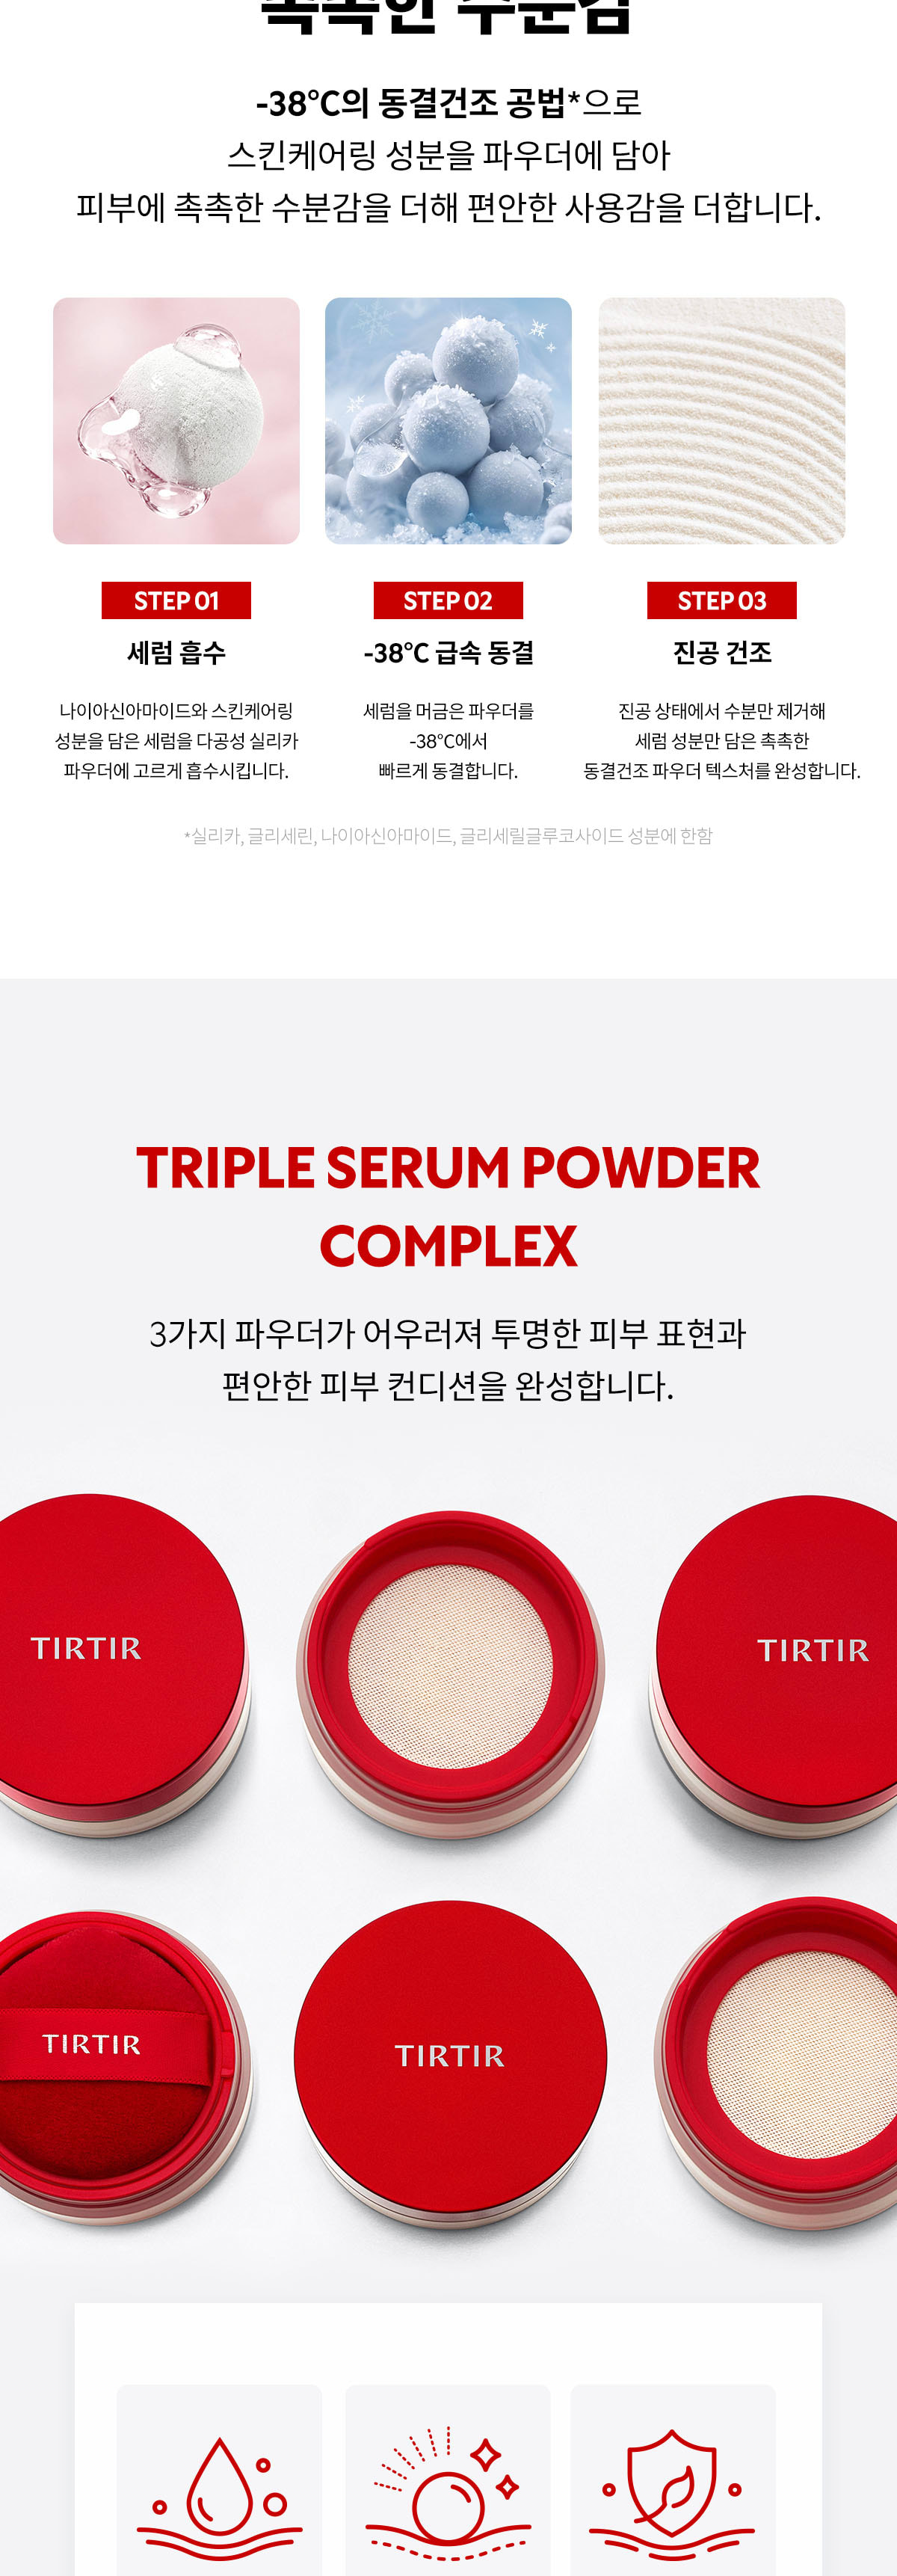 촉촉한 수분감
-38°C의 동결건조 공법*으로
스킨케어링 성분을 파우더에 담아
피부에 촉촉한 수분감을 더해 편안한 사용감을 더합니다.
STEP 01
세럼 흡수
나이아신아마이드와 스킨케어링
성분을 담은 세럼을 다공성 실리카
파우더에 고르게 흡수시킵니다.
STEP 02
-38°C 급속 동결
세럼을 머금은 파우더를
-38°C에서
빠르게 동결합니다.
STEP 03
진공 건조
진공 상태에서 수분만 제거해
세럼 성분만 담은 촉촉한
동결건조 파우더 텍스처를 완성합니다.
*실리카, 글리세린, 나이아신아마이드, 글리세릴글루코사이드 성분에 한함
TRIPLE SERUM POWDER
COMPLEX
3가지 파우더가 어우러져 투명한 피부 표현과
편안한 피부 컨디션을 완성합니다.
TIRTIR
TIRTIR
TIRTIR
TIRTIR